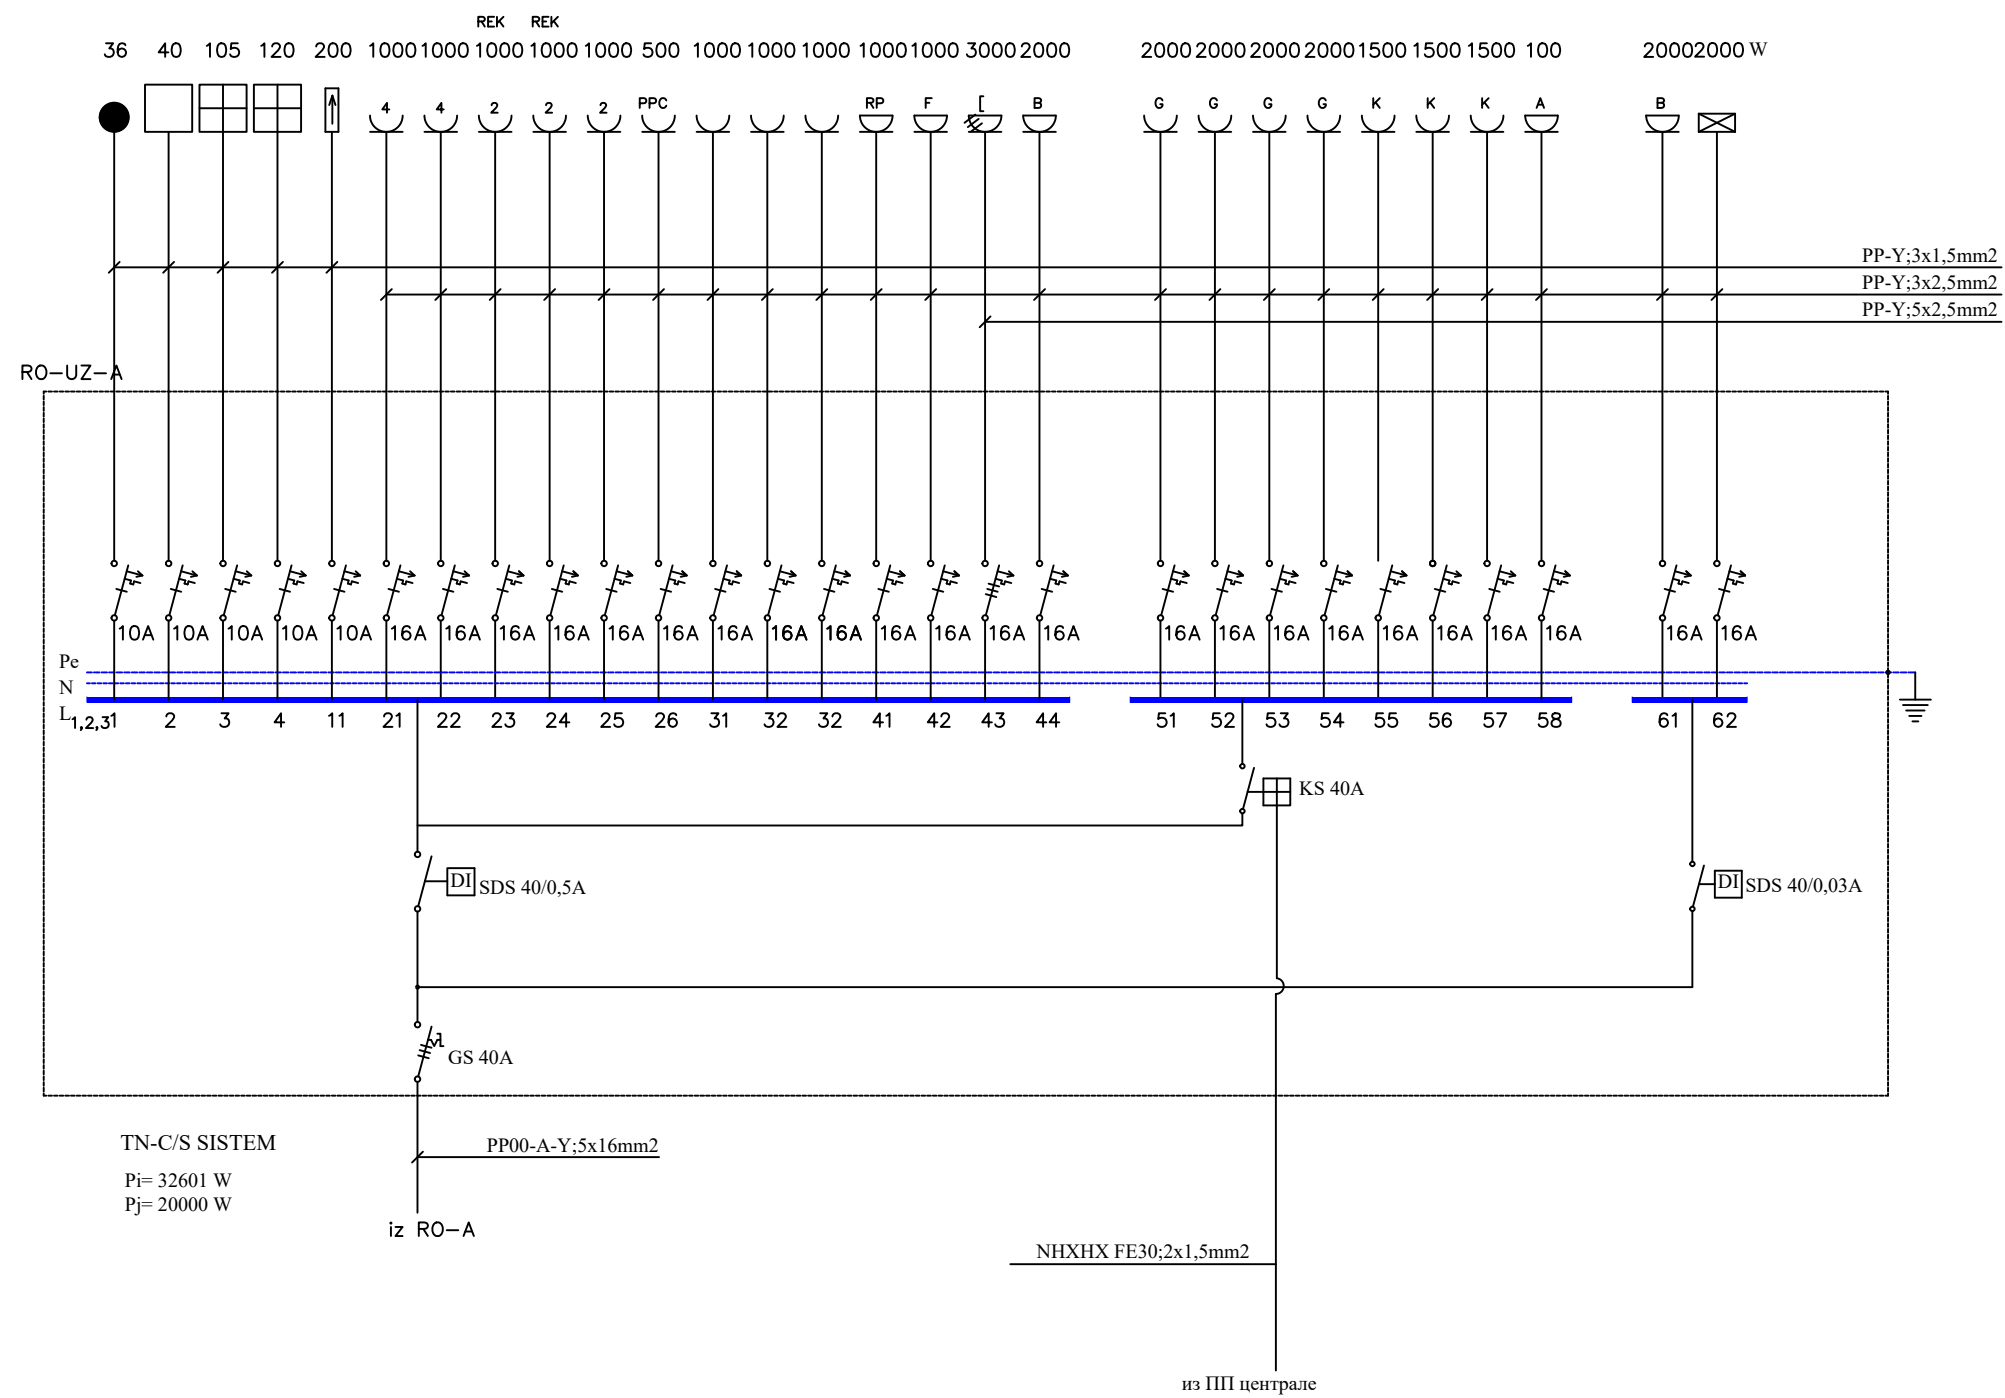 REK REK
36 40 105 120 200 1000 1000 1000 1000 1000 500 1000 1000 1000 1000 1000 3000 2000 2000 2000 2000 2000 1500 1500 1500 100 2000 2000 W
4 4 2 2 2 PPC RP F [ B G G G G K K K A B
PP-Y;3x1,5mm2
PP-Y;3x2,5mm2
PP-Y;5x2,5mm2
RO-UZ-A
10A 10A 10A 10A 10A 16A 16A 16A 16A 16A 16A 16A 16A 16A 16A 16A 16A 16A 16A 16A 16A 16A 16A 16A 16A 16A 16A 16A
Pe
N
L1,2,3 1 2 3 4 11 21 22 23 24 25 26 31 32 32 41 42 43 44 51 52 53 54 55 56 57 58 61 62
KS 40A
DI SDS 40/0,5A
DI SDS 40/0,03A
GS 40A
TN-C/S SISTEM
PP00-A-Y;5x16mm2
Pi= 32601 W
Pj= 20000 W
iz RO-A
NHXHX FE30;2x1,5mm2
из ПП централе